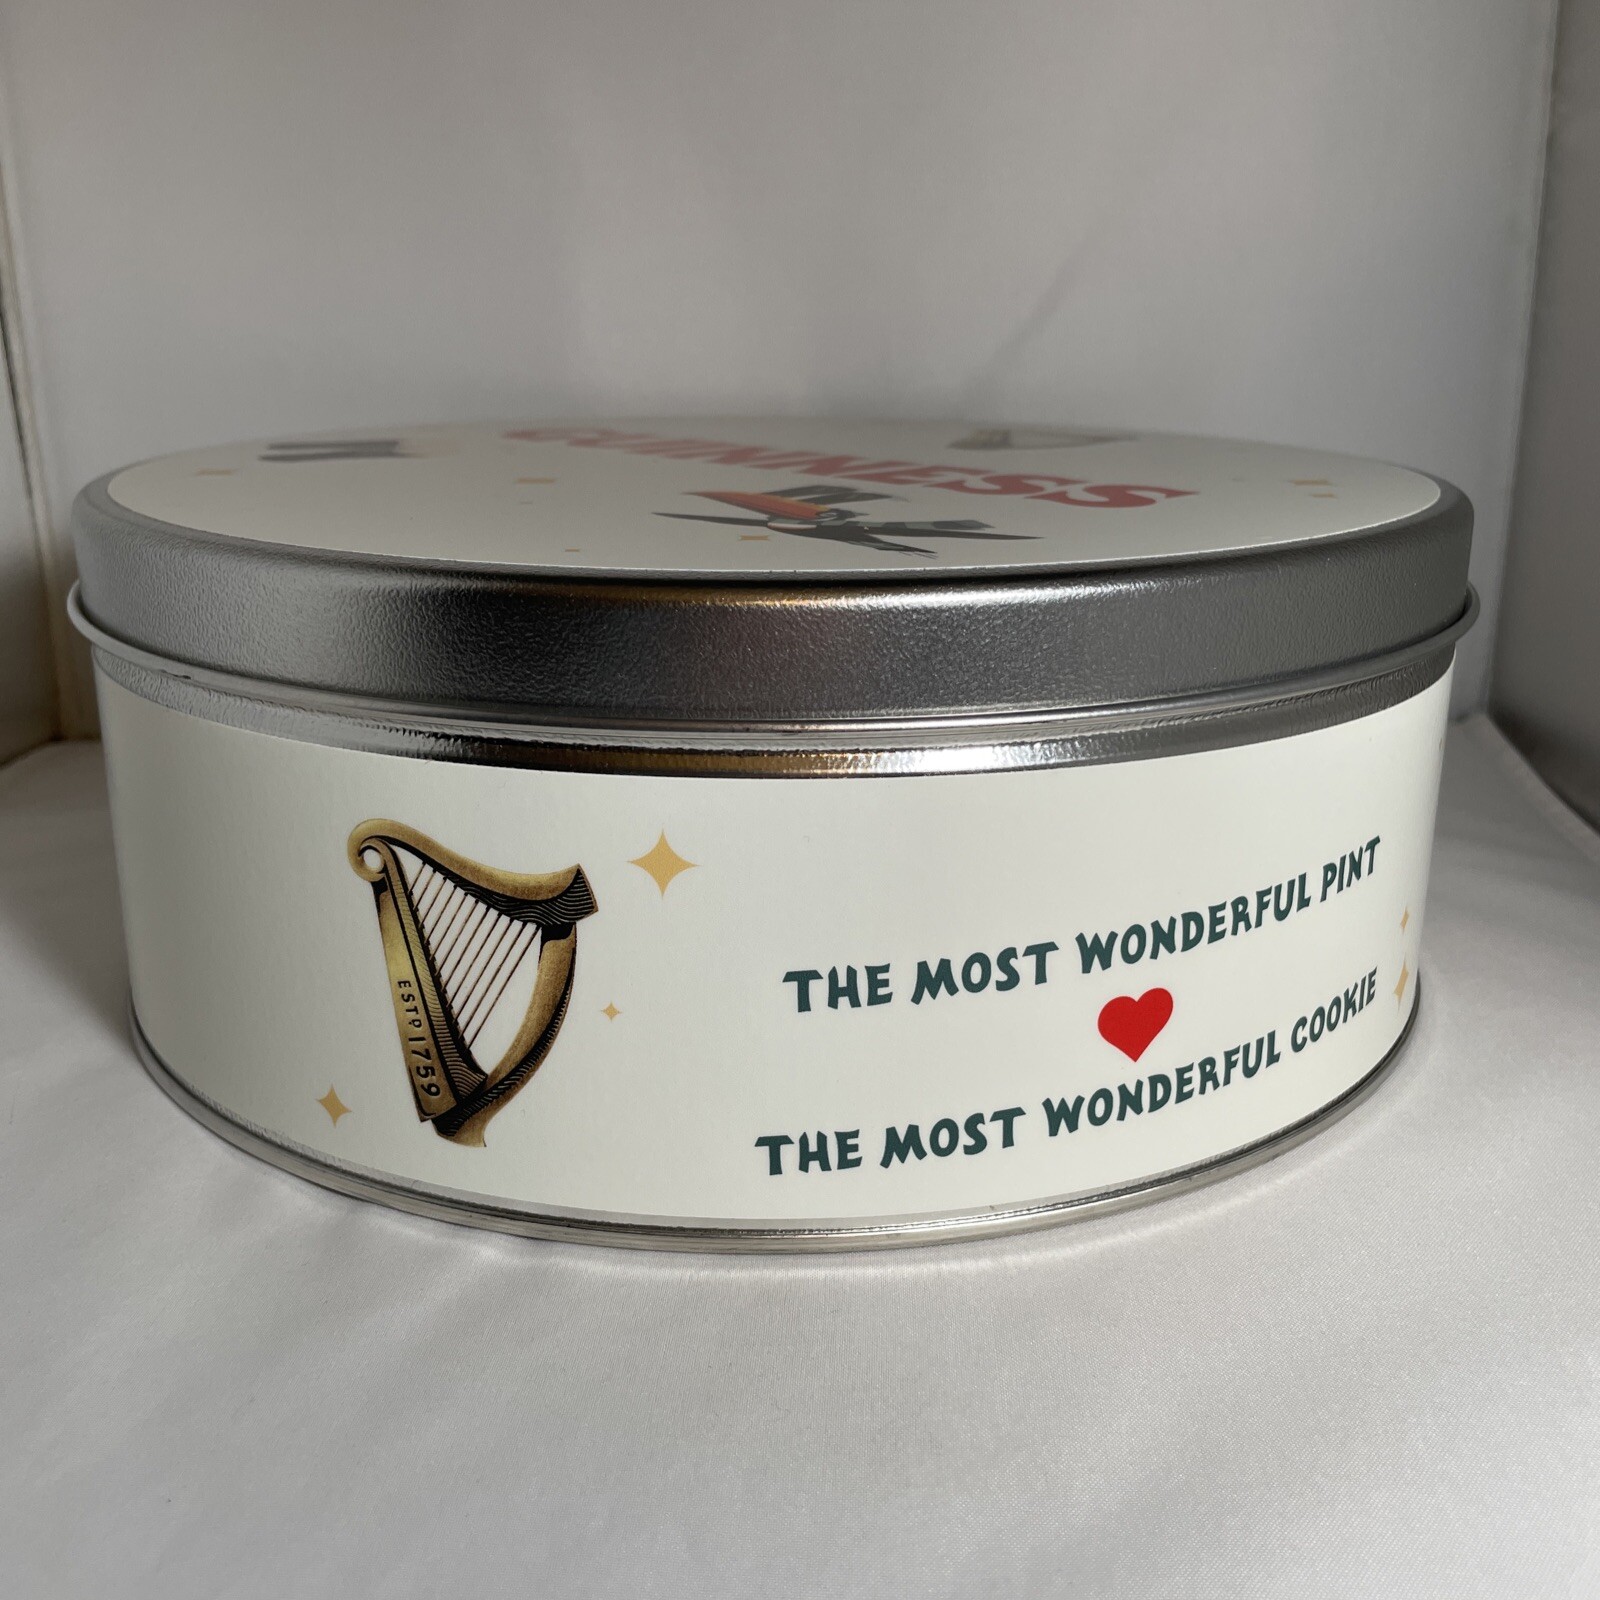 GUINNESS
ESTD 1759
THE MOST WONDERFUL PINT
THE MOST WONDERFUL COOKIE